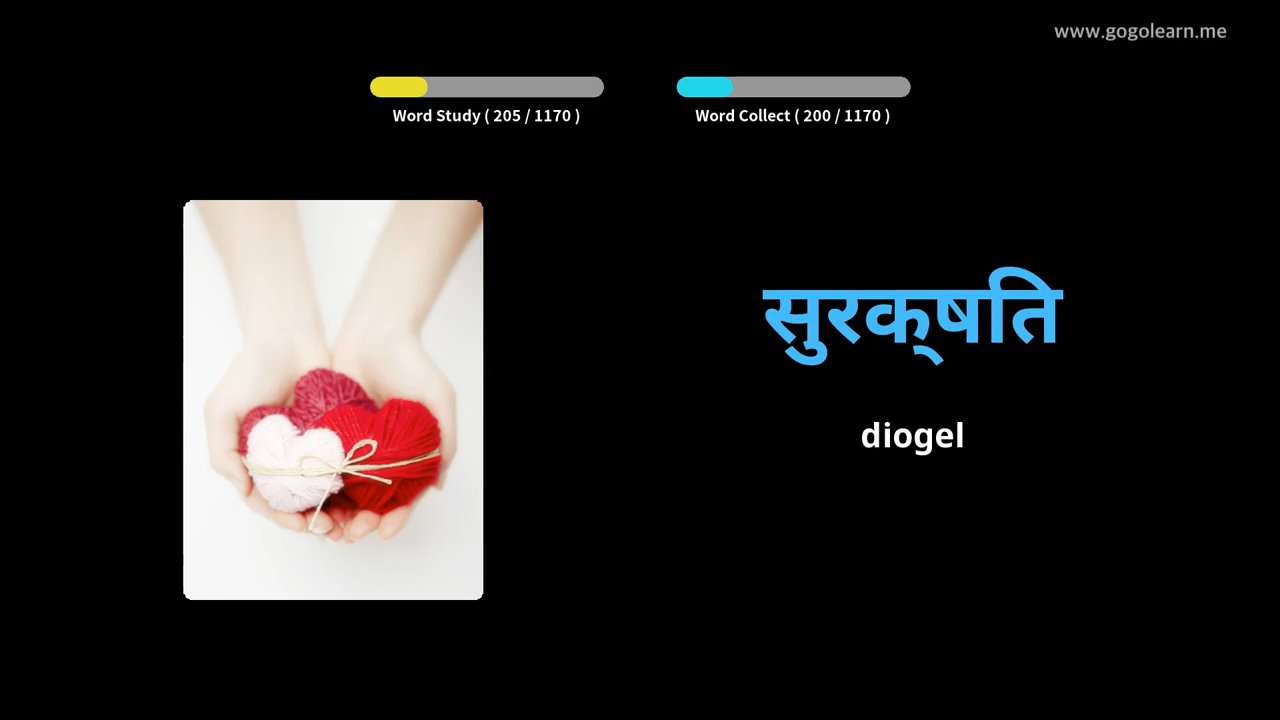 www.gogolearn.me
Word Study ( 205 / 1170 )
Word Collect ( 200 / 1170 )
सुरक्‌षति
diogel